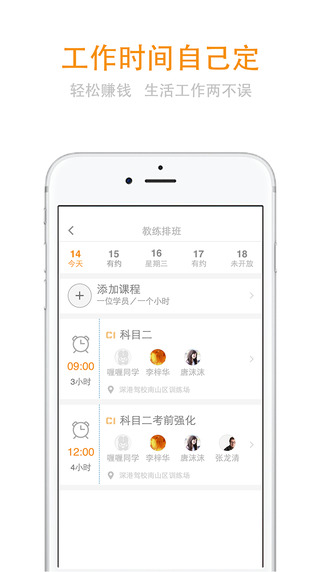 工作时间自己定
轻松赚钱 生活工作两不误
教练排班
14 15 16 17 18
今天 有约 星期三 有约 未开放
添加课程
一位学员／一个小时
C1 科目二
09:00
3小时
喱喱同学 李梓华 唐沫沫
深港驾校南山区训练场
C1 科目二考前强化
12:00
4小时
喱喱同学 李梓华 唐沫沫 张龙清
深港驾校南山区训练场